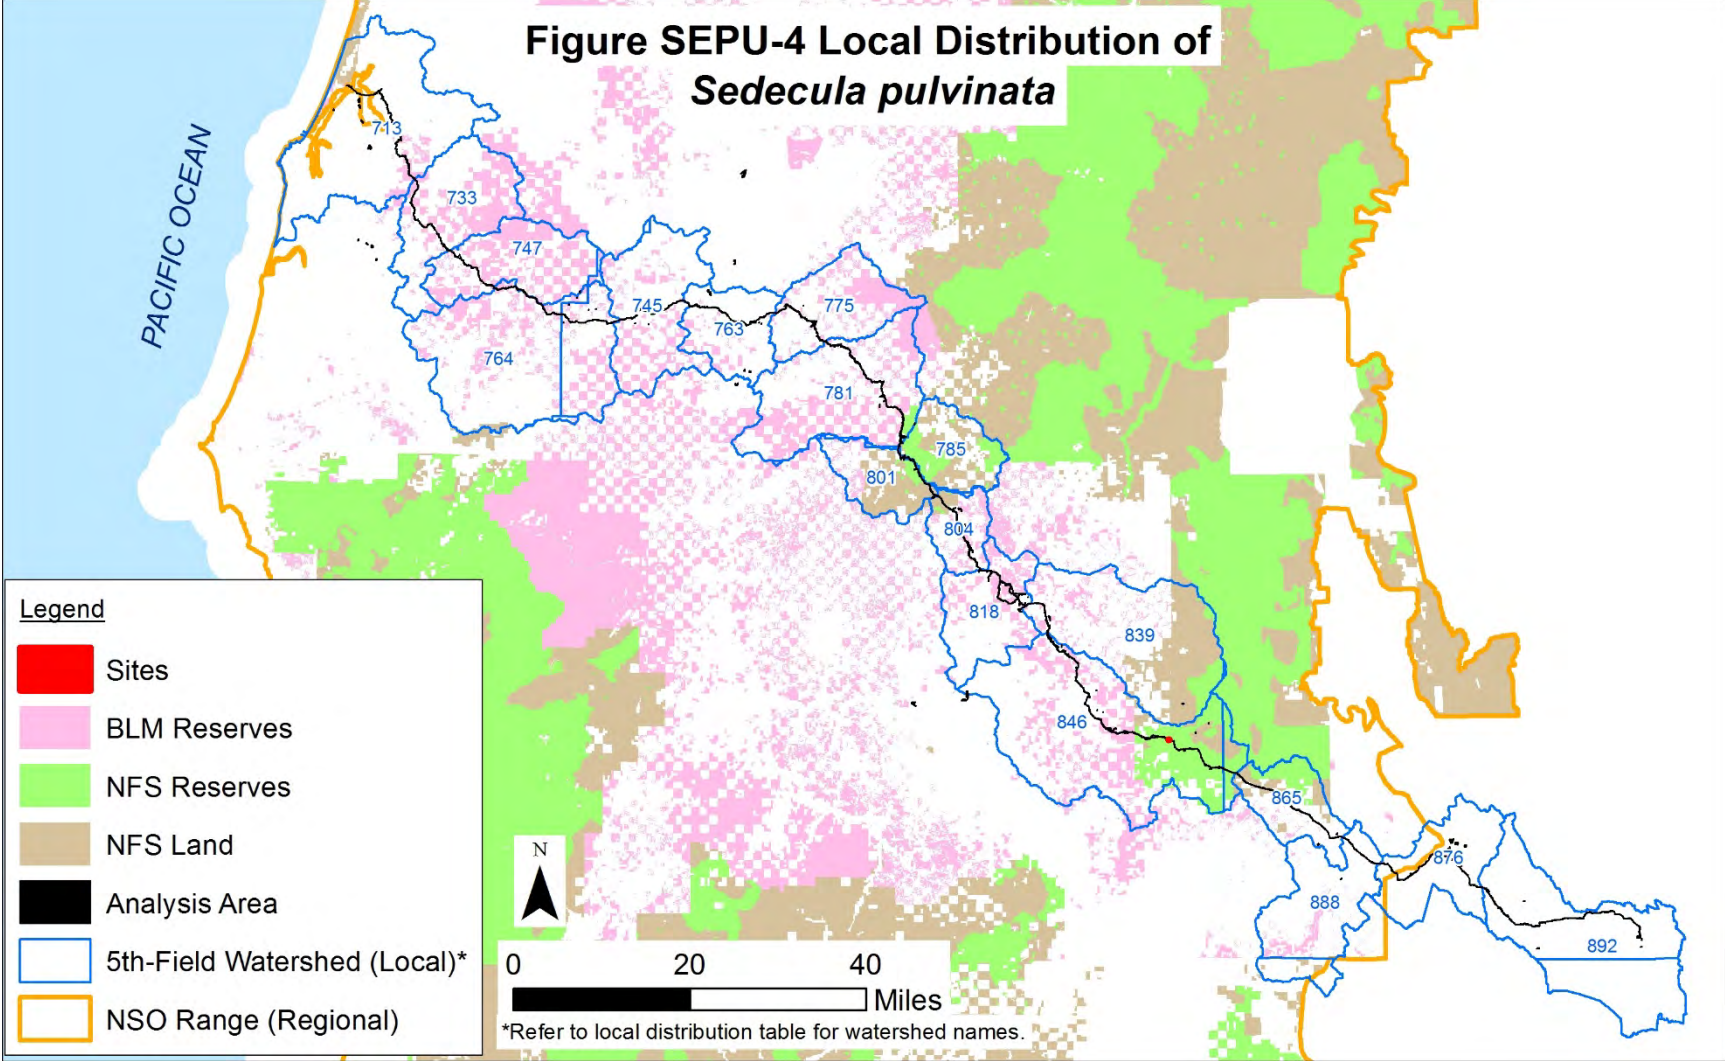 Figure SEPU-4 Local Distribution of
Sedecula pulvinata
PACIFIC OCEAN
713
733
747
745
775
763
764
781
785
801
804
818
839
846
865
876
888
892
Legend
Sites
BLM Reserves
NFS Reserves
NFS Land
Analysis Area
5th-Field Watershed (Local)*
NSO Range (Regional)
N
0 20 40
Miles
*Refer to local distribution table for watershed names.